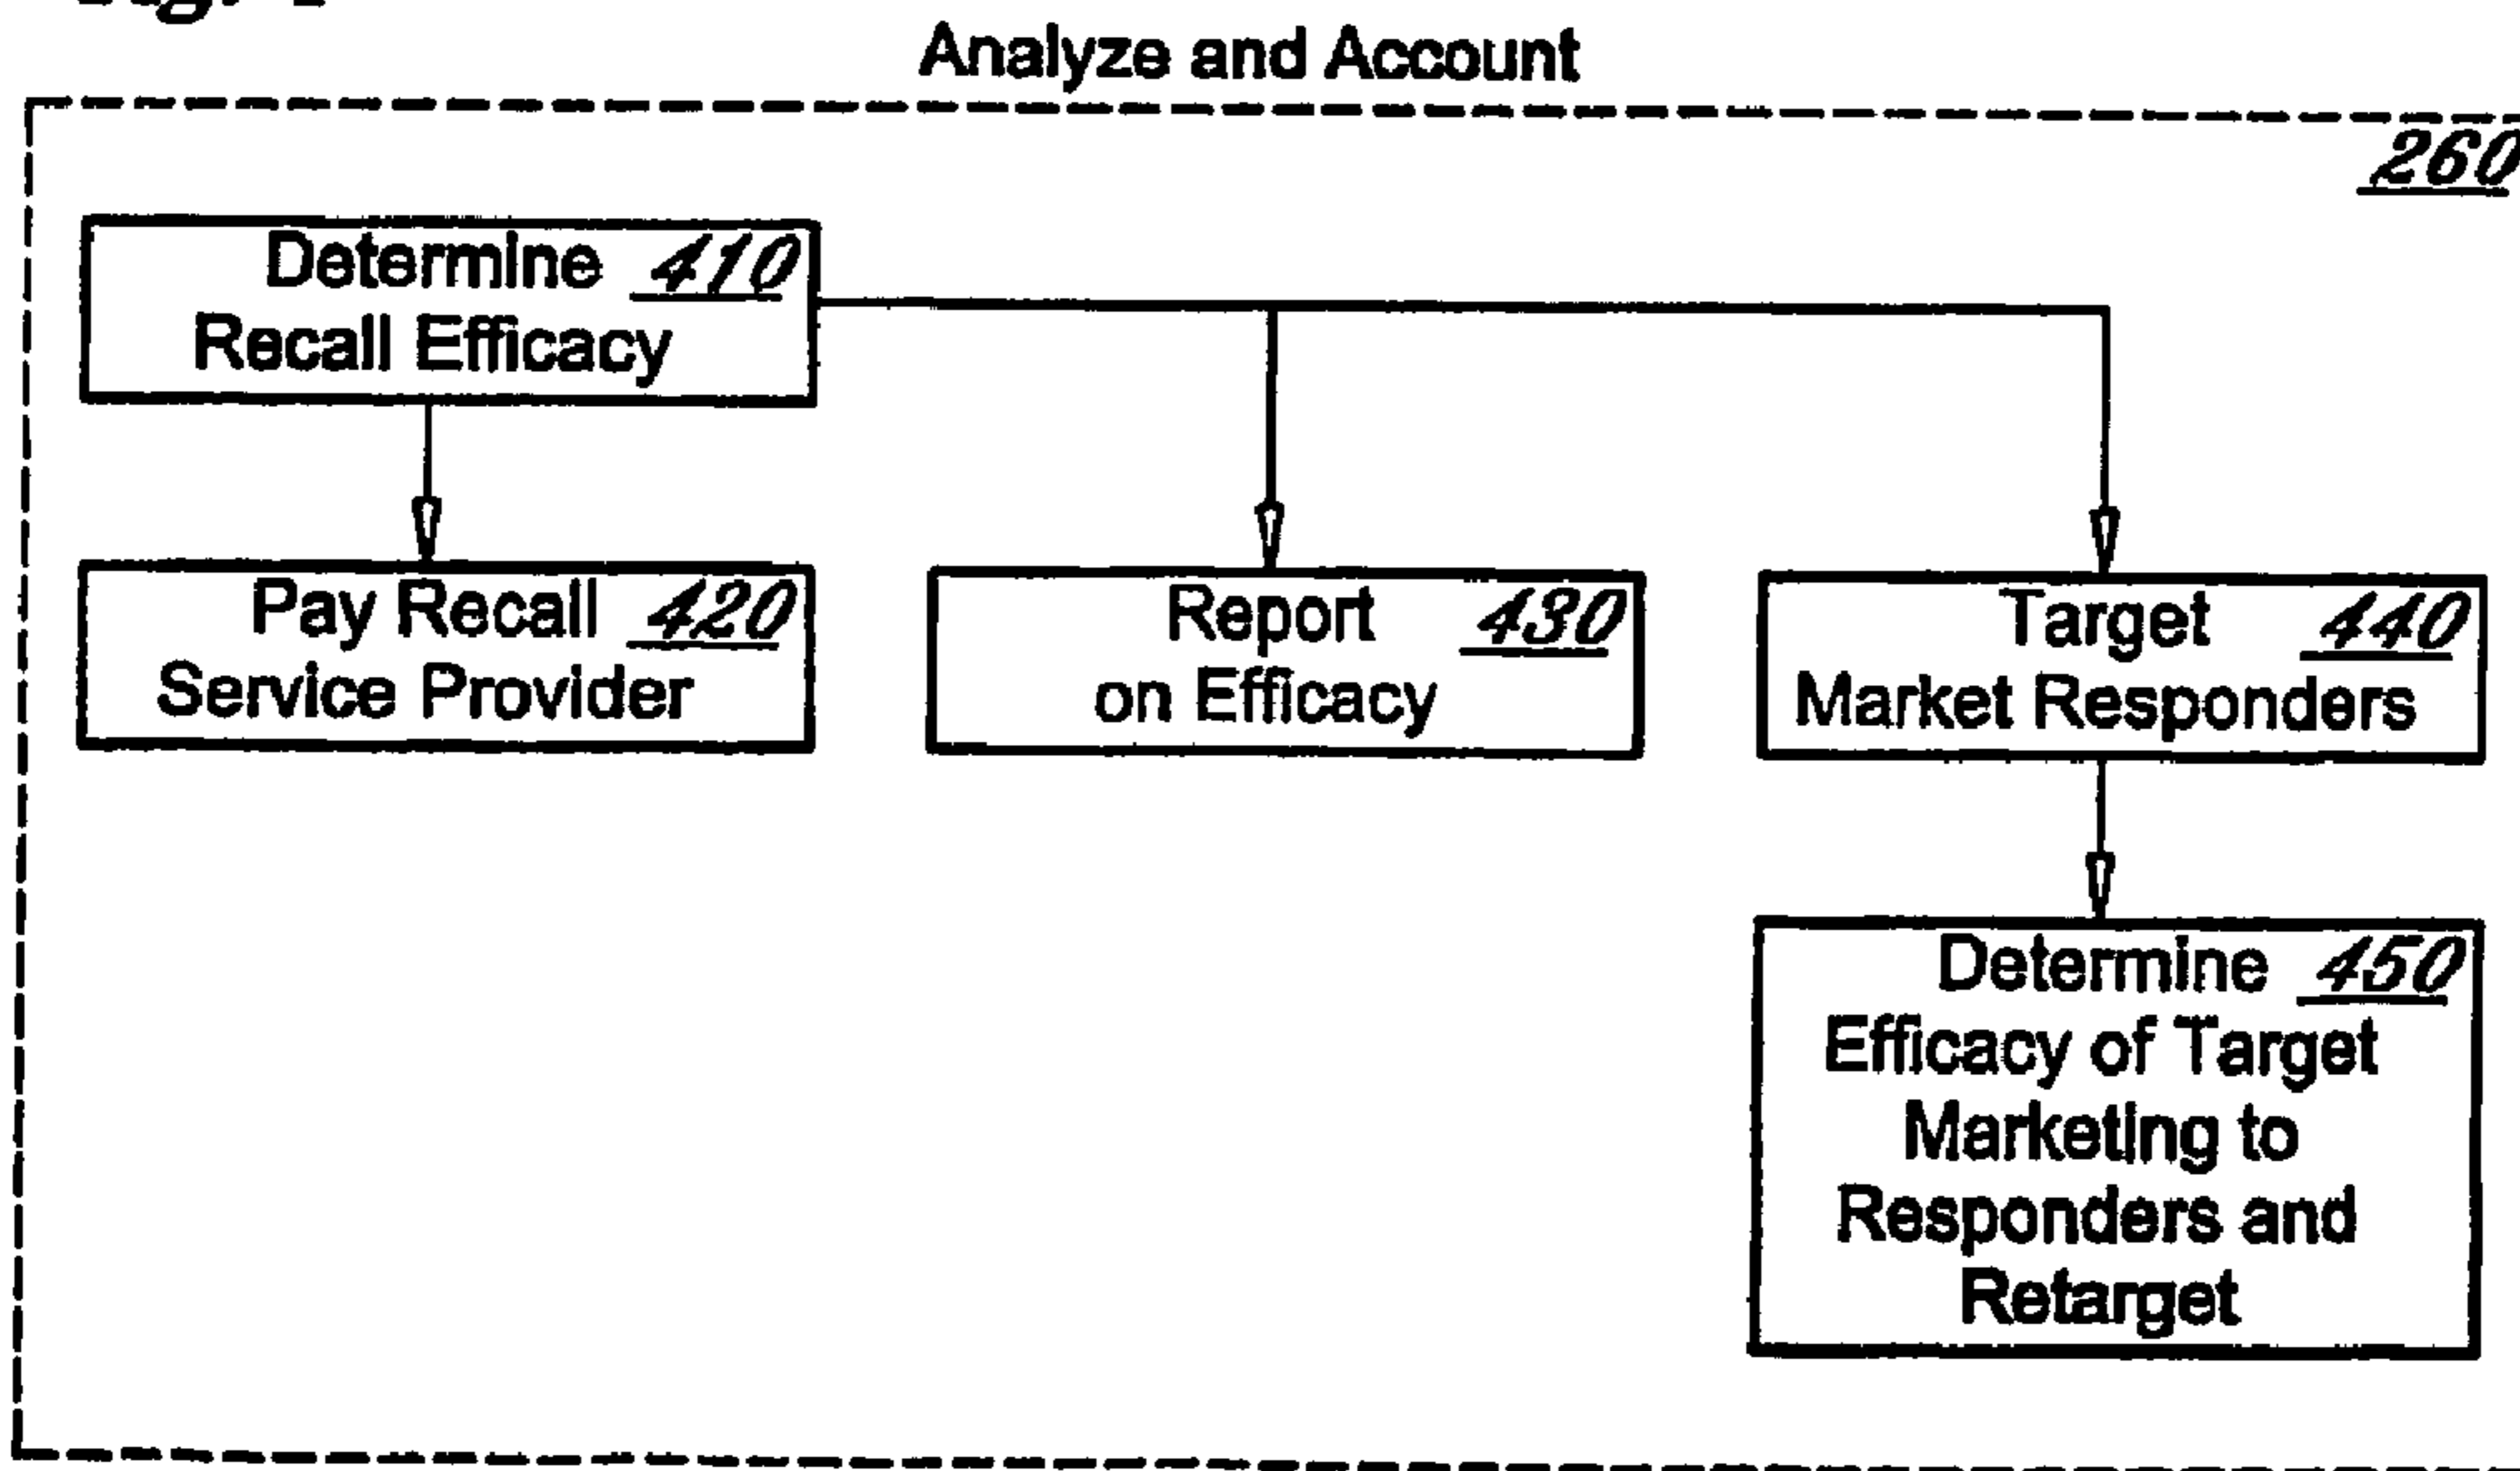 Analyze and Account
260
Determine 410
Recall Efficacy
Pay Recall 420
Service Provider
Report 430
on Efficacy
Target 440
Market Responders
Determine 450
Efficacy of Target
Marketing to
Responders and
Retarget